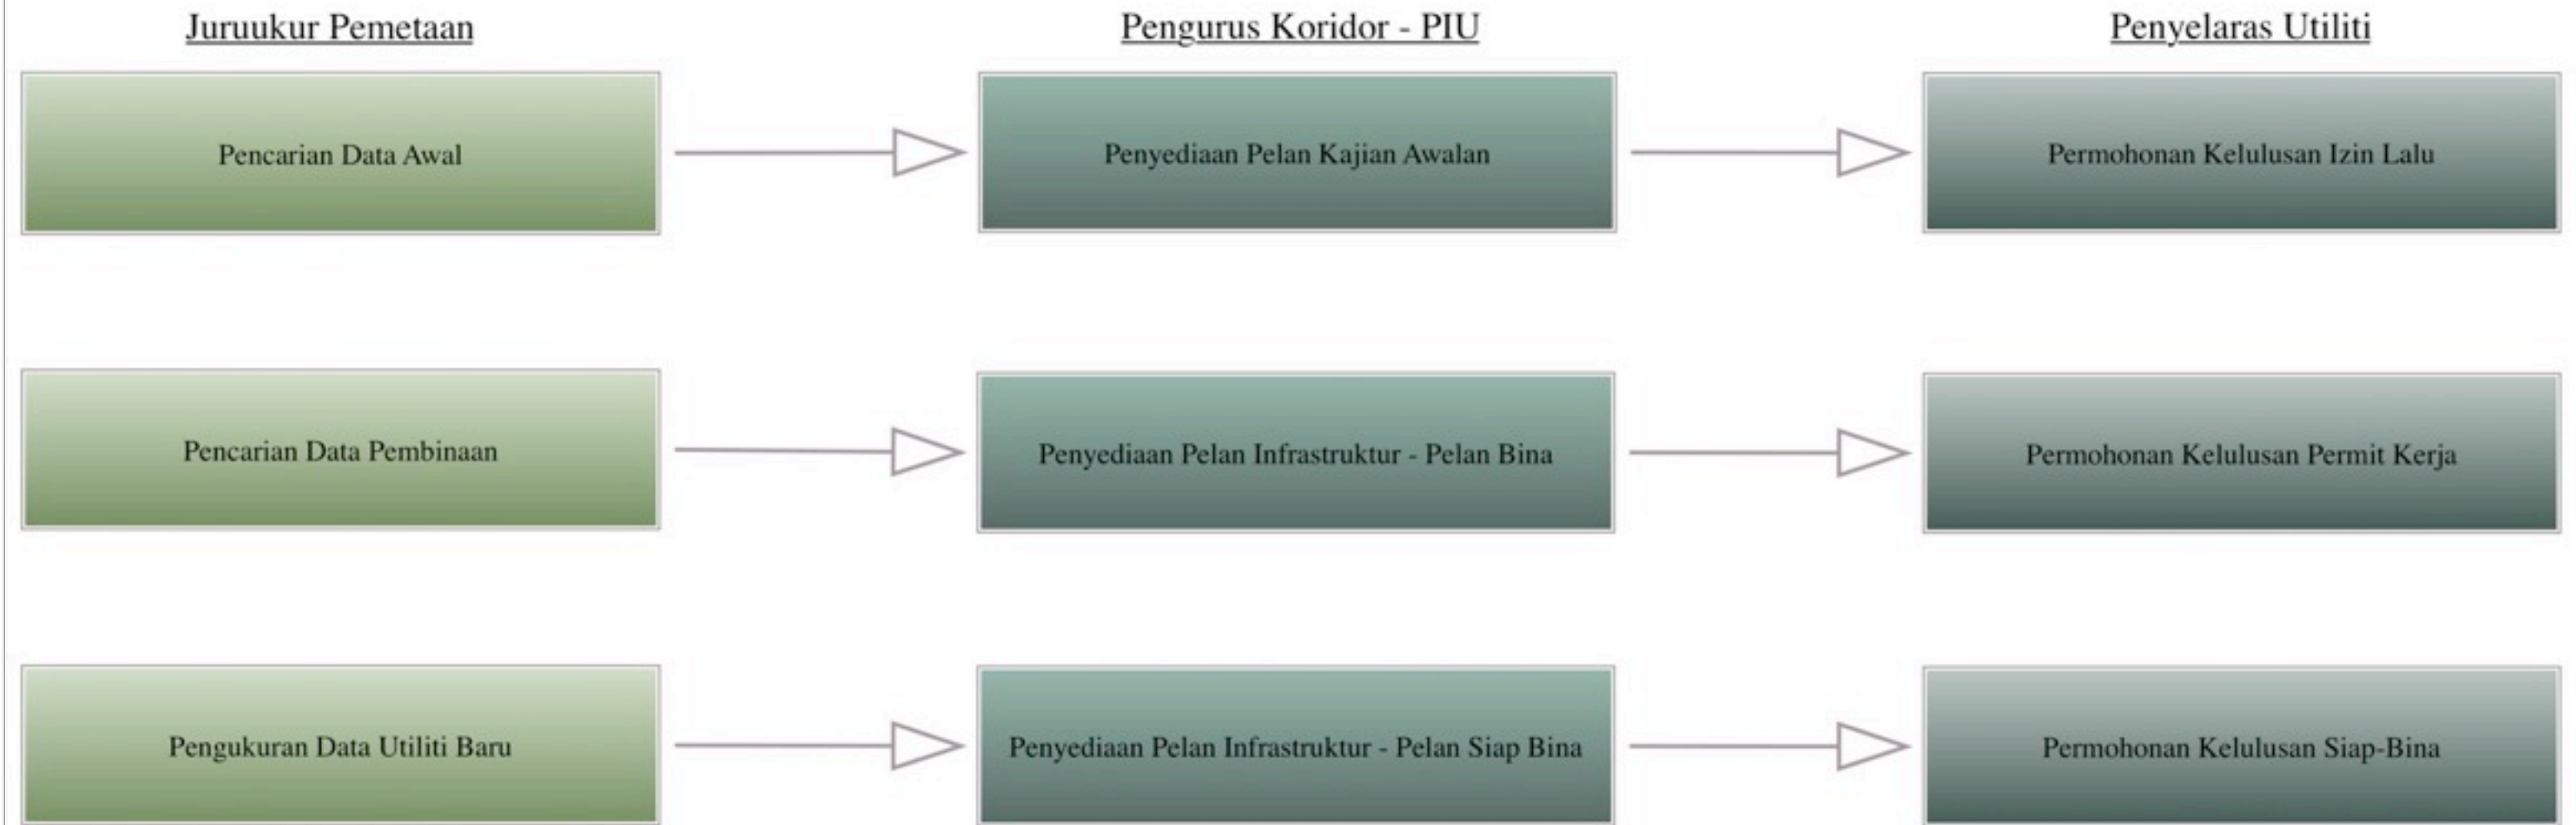 Juruukur Pemetaan
Pengurus Koridor - PIU
Penyelaras Utiliti
Pencarian Data Awal
Penyediaan Pelan Kajian Awalan
Permohonan Kelulusan Izin Lalu
Pencarian Data Pembinaan
Penyediaan Pelan Infrastruktur - Pelan Bina
Permohonan Kelulusan Permit Kerja
Pengukuran Data Utiliti Baru
Penyediaan Pelan Infrastruktur - Pelan Siap Bina
Permohonan Kelulusan Siap-Bina